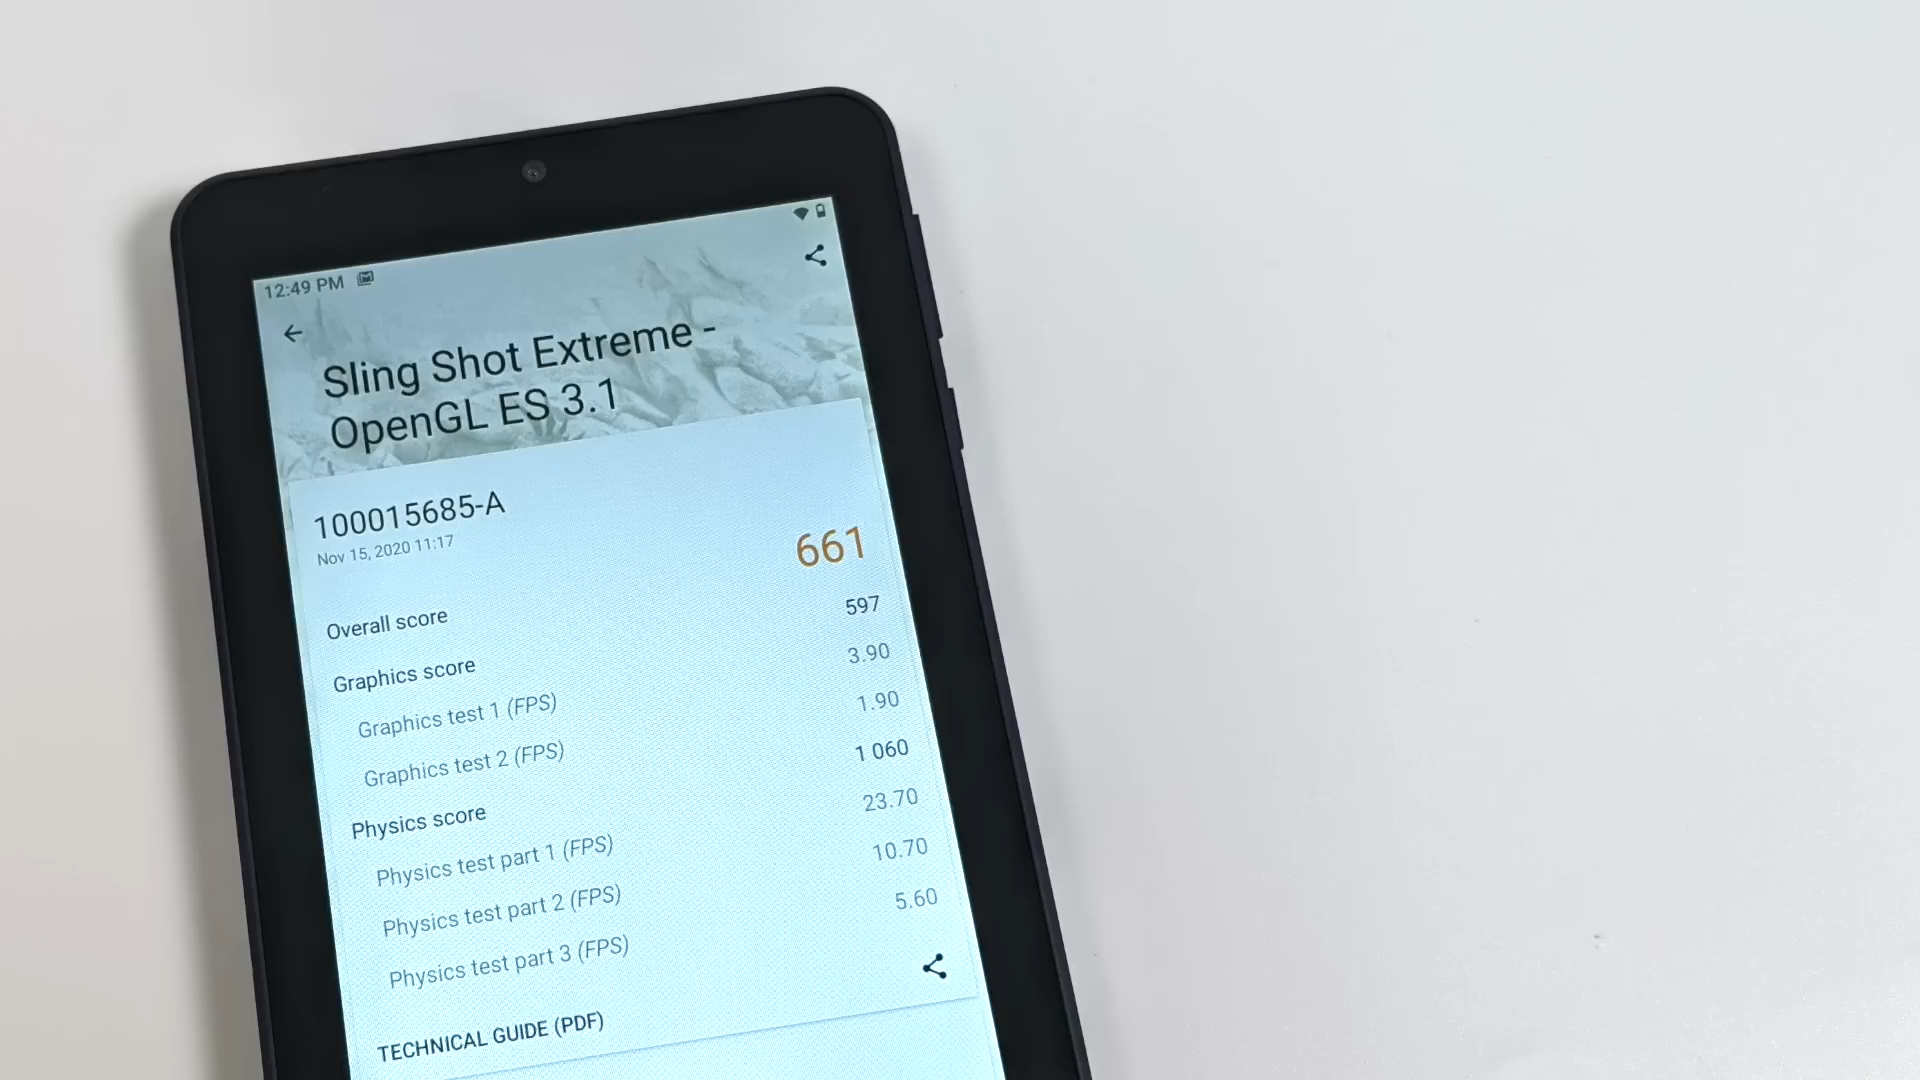 12:49 PM
Sling Shot Extreme -
OpenGL ES 3.1
100015685-A
Nov 15, 2020 11:17
Overall score 661
Graphics score 597
Graphics test 1 (FPS) 3.90
Graphics test 2 (FPS) 1.90
Physics score 1 060
Physics test part 1 (FPS) 23.70
Physics test part 2 (FPS) 10.70
Physics test part 3 (FPS) 5.60
TECHNICAL GUIDE (PDF)